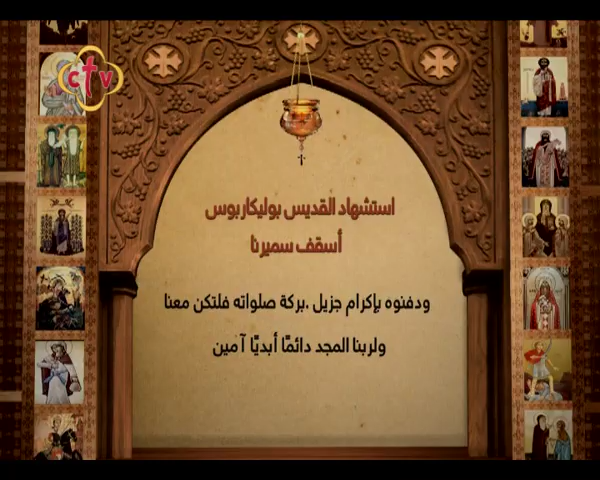 CTV
استشهاد القديس بوليكاربوس
أسقف سميرنا
ودفنوه بإكرام جزيل .بركة صلواته فلتكن معنا
ولربنا المجد دائمًا أبديًا آمين